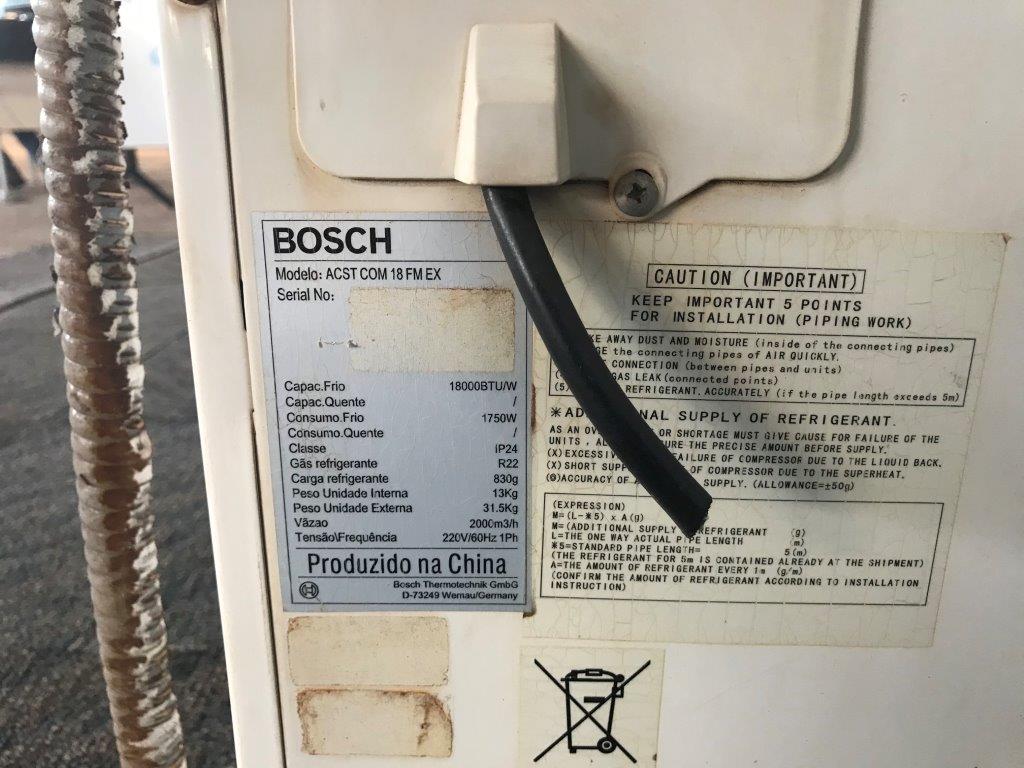 BOSCH
Modelo: ACST COM 18 FM EX
Serial No:
Capac.Frio 18000BTU/W
Capac.Quente /
Consumo.Frio 1750W
Consumo.Quente /
Classe IP24
Gãs refrigerante R22
Carga refrigerante 830g
Peso Unidade Interna 13Kg
Peso Unidade Externa 31.5Kg
Vãzao 2000m3/h
Tensão\Frequência 220V/60Hz 1Ph
Produzido na China
Bosch Thermotechnik GmbG
D-73249 Wernau/Germany
CAUTION (IMPORTANT)
KEEP IMPORTANT 5 POINTS
FOR INSTALLATION (PIPING WORK)
AWAY DUST AND MOISTURE (inside of the connecting pipes)
the connecting pipes of AIR QUICKLY.
CONNECTION (between pipes and units)
GAS LEAK (connected points)
(5) REFRIGERANT. ACCURATELY (if the pipe length exceeds 5m)
※ SUPPLY OF REFRIGERANT.
AS AN OR SHORTAGE MUST GIVE CAUSE FOR FAILURE OF THE
UNITS , THE PRECISE AMOUNT BEFORE SUPPLY.
(X) FAILURE OF COMPRESSOR DUE TO THE LIQUID BACK.
(X) SHORT OF COMPRESSOR DUE TO THE SUPERHEAT.
(◎) ACCURACY OF SUPPLY. (ALLOWANCE=±50g)
(EXPRESSION)
M=(L-※5) x A(g)
M=(ADDITIONAL SUPPLY REFRIGERANT (g)
L=THE ONE WAY ACTUAL PIPE LENGTH (m)
※5=STANDARD PIPE LENGTH= 5(m)
(THE REFRIGERANT FOR 5m IS CONTAINED ALREADY AT THE SHIPMENT)
A=THE AMOUNT OF REFRIGERANT EVERY 1m (g/m)
(CONFIRM THE AMOUNT OF REFRIGERANT ACCORDING TO INSTALLATION
INSTRUCTION)